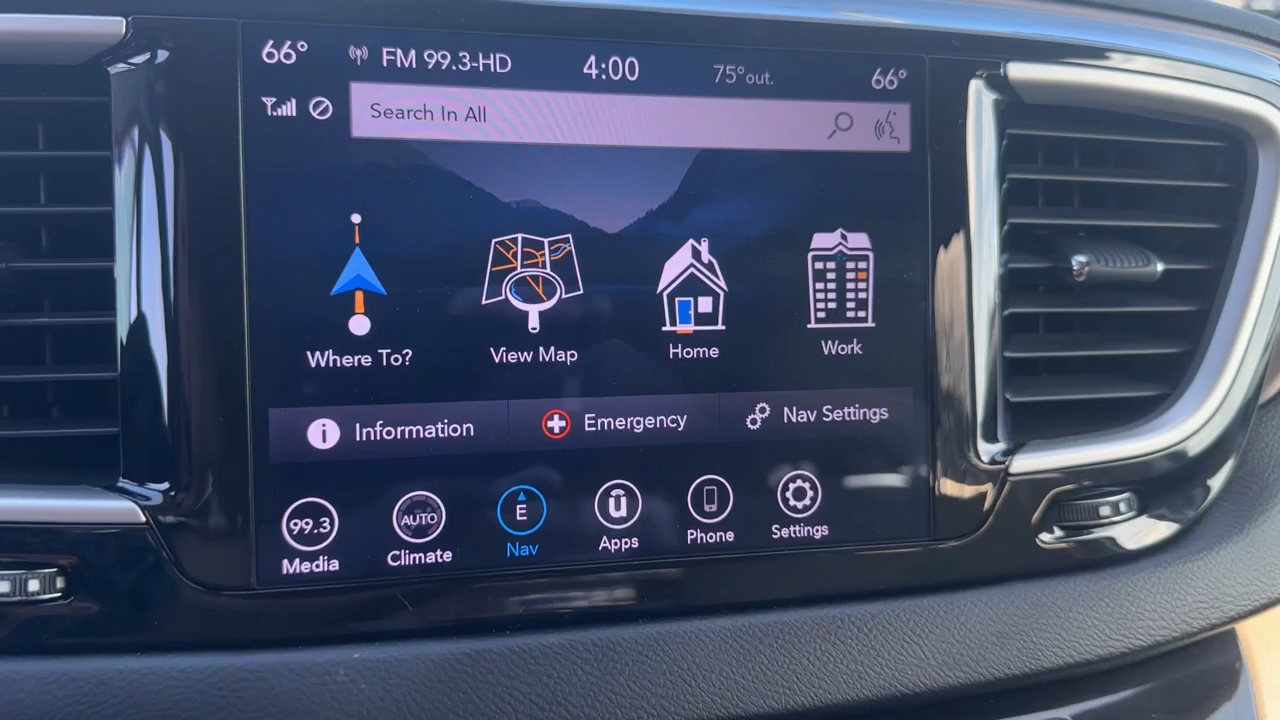 66° FM 99.3-HD 4:00 75°out. 66°
Search In All
Where To? View Map Home Work
Information Emergency Nav Settings
99.3 AUTO E ū
Media Climate Nav Apps Phone Settings